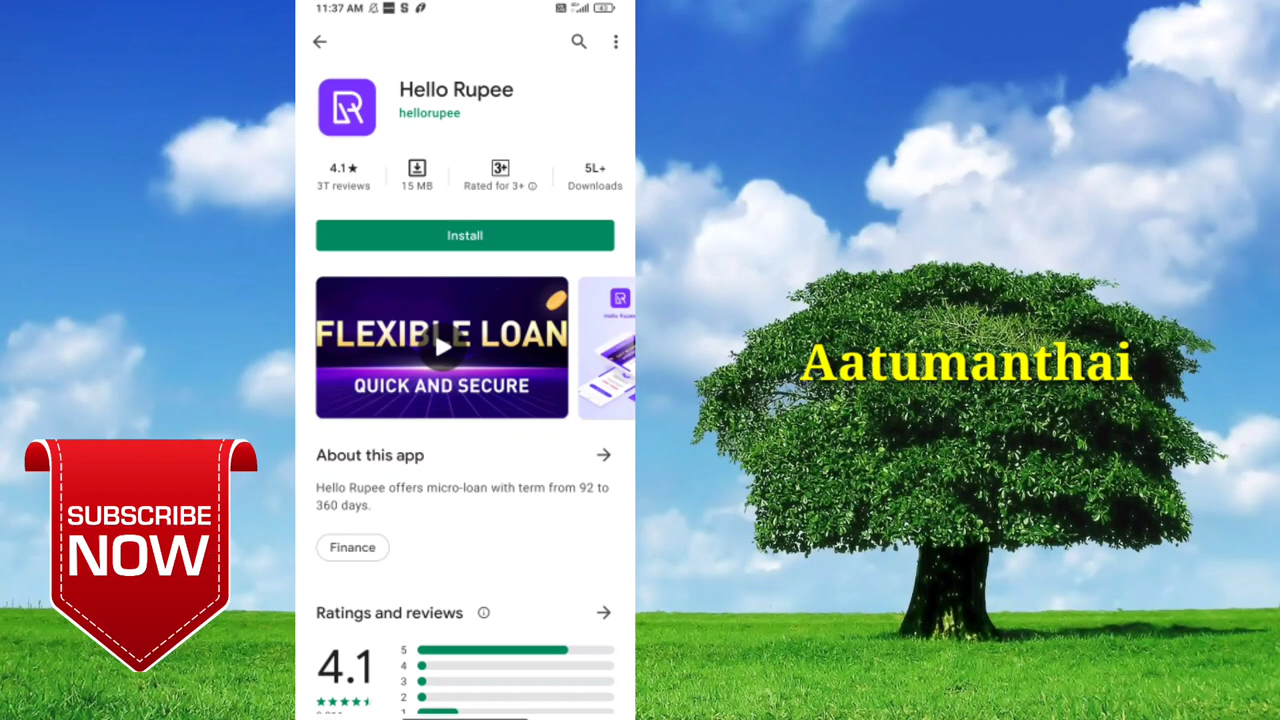 11:37 AM
Hello Rupee
hellorupee
4.1★
3T reviews
15 MB
3+
Rated for 3+
5L+
Downloads
Install
FLEXIBLE LOAN
QUICK AND SECURE
Hello Rupee
About this app
Hello Rupee offers micro-loan with term from 92 to
360 days.
Finance
Ratings and reviews
4.1
5
4
3
2
1
SUBSCRIBE
NOW
Aatumanthai